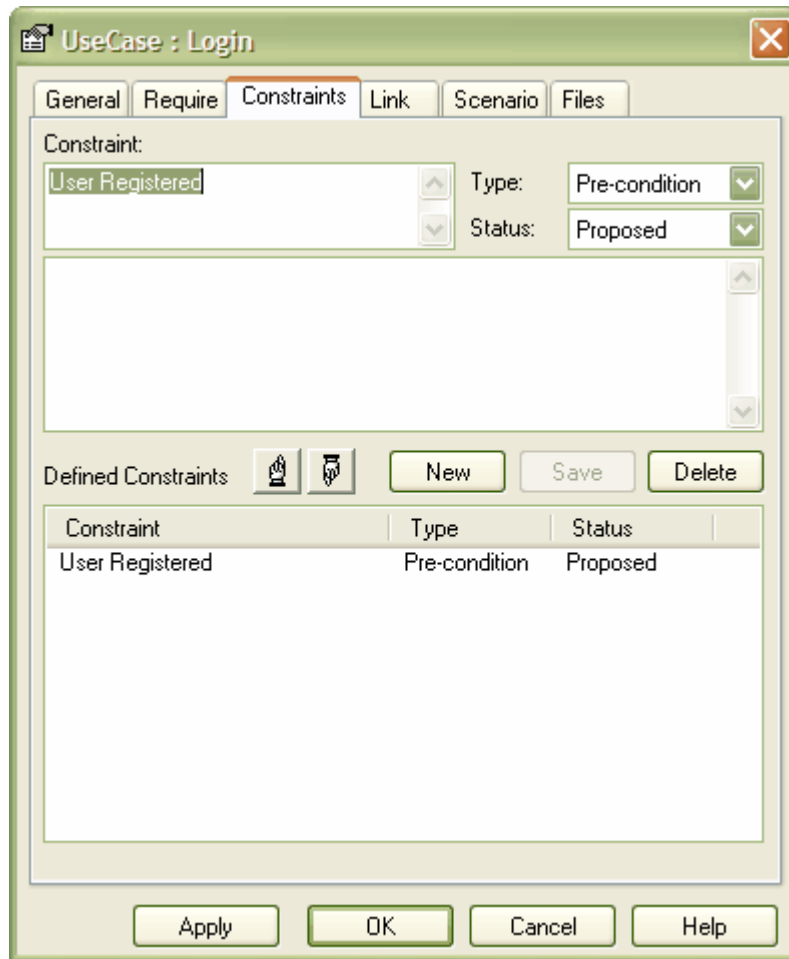 UseCase : Login
General Require Constraints Link Scenario Files
Constraint:
User Registered Type: Pre-condition
Status: Proposed
Defined Constraints New Save Delete
Constraint Type Status
User Registered Pre-condition Proposed
Apply OK Cancel Help